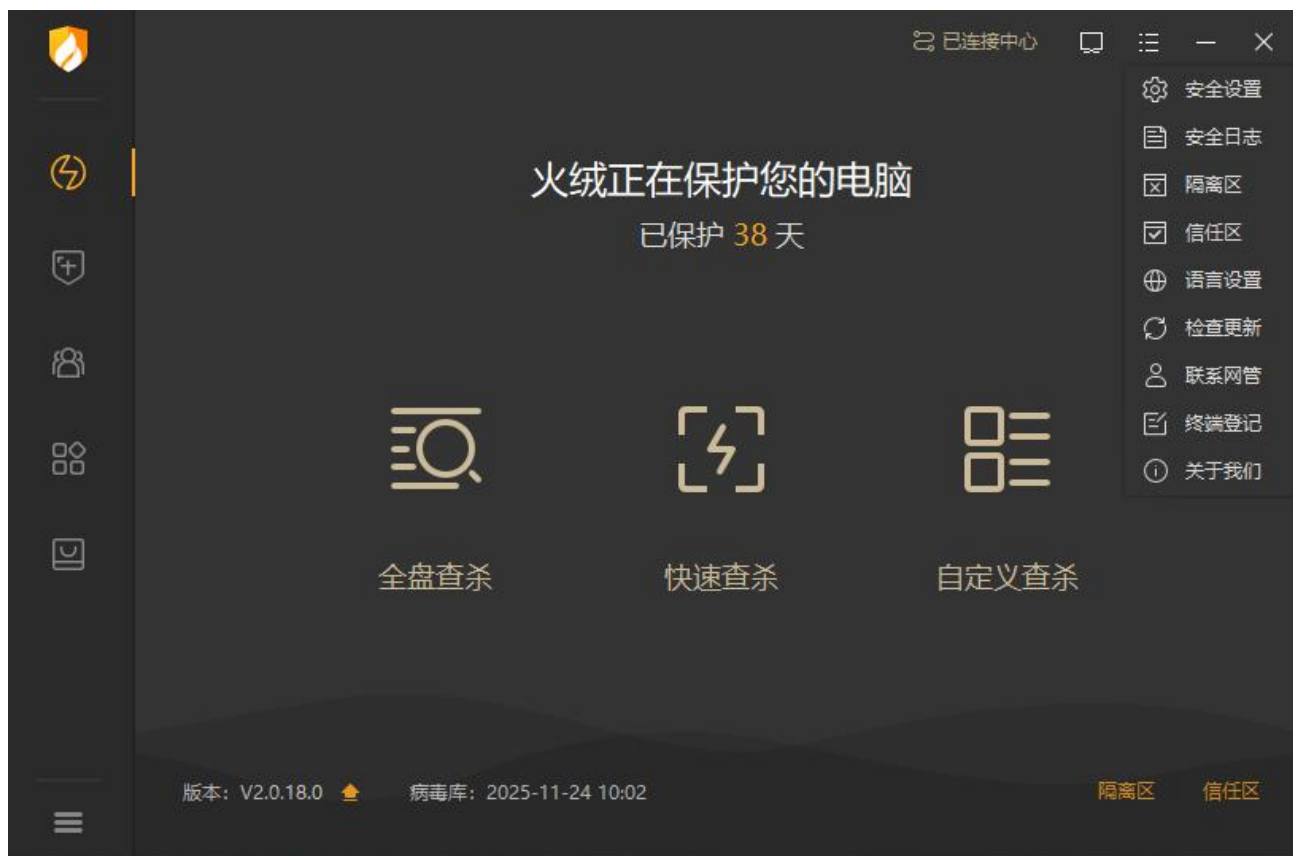 已连接中心
安全设置
安全日志
隔离区
信任区
语言设置
检查更新
联系网管
终端登记
关于我们
火绒正在保护您的电脑
已保护 38 天
全盘查杀
快速查杀
自定义查杀
版本：V2.0.18.0
病毒库：2025-11-24 10:02
隔离区
信任区